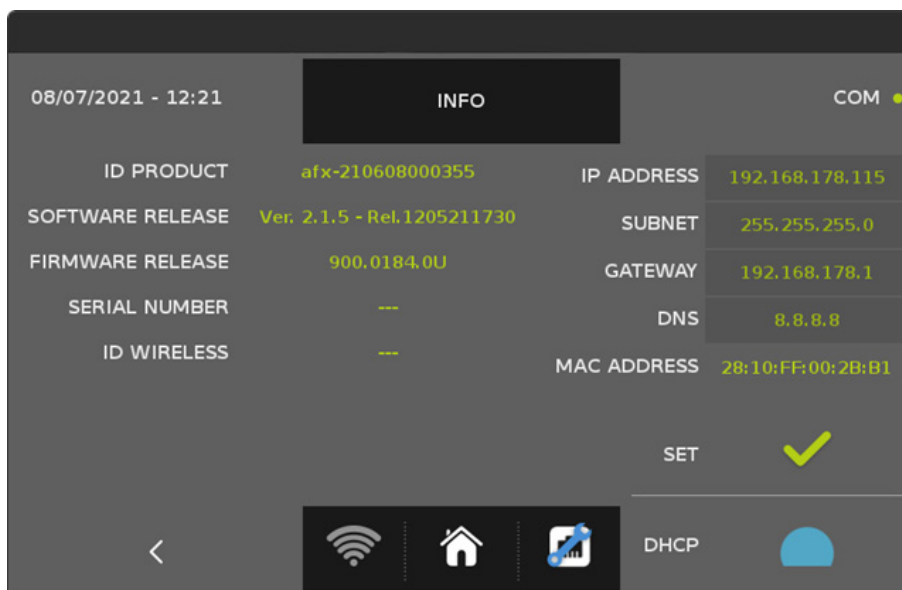 08/07/2021 - 12:21
INFO
COM
ID PRODUCT afx-210608000355
SOFTWARE RELEASE Ver. 2.1.5 - Rel.1205211730
FIRMWARE RELEASE 900.0184.0U
SERIAL NUMBER ---
ID WIRELESS ---
IP ADDRESS 192.168.178.115
SUBNET 255.255.255.0
GATEWAY 192.168.178.1
DNS 8.8.8.8
MAC ADDRESS 28:10:FF:00:2B:B1
SET
DHCP